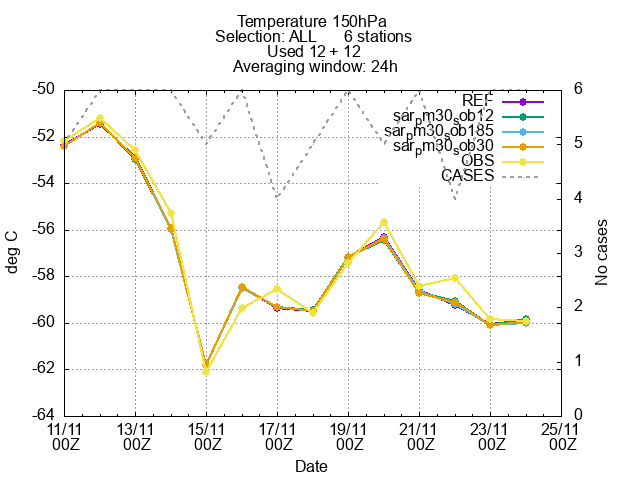 Temperature 150hPa
Selection: ALL 6 stations
Used 12 + 12
Averaging window: 24h
REF
sar_pm30_sob12
sar_pm30_sob185
sar_pm30_sob30
OBS
CASES
-50
-52
-54
-56
-58
-60
-62
-64
deg C
6
5
4
3
2
1
0
No cases
11/11 13/11 15/11 17/11 19/11 21/11 23/11 25/11
00Z 00Z 00Z 00Z 00Z 00Z 00Z 00Z
Date